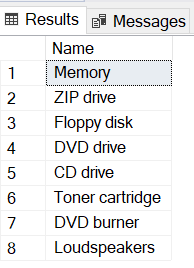 Results Messages
Name
1 Memory
2 ZIP drive
3 Floppy disk
4 DVD drive
5 CD drive
6 Toner cartridge
7 DVD burner
8 Loudspeakers